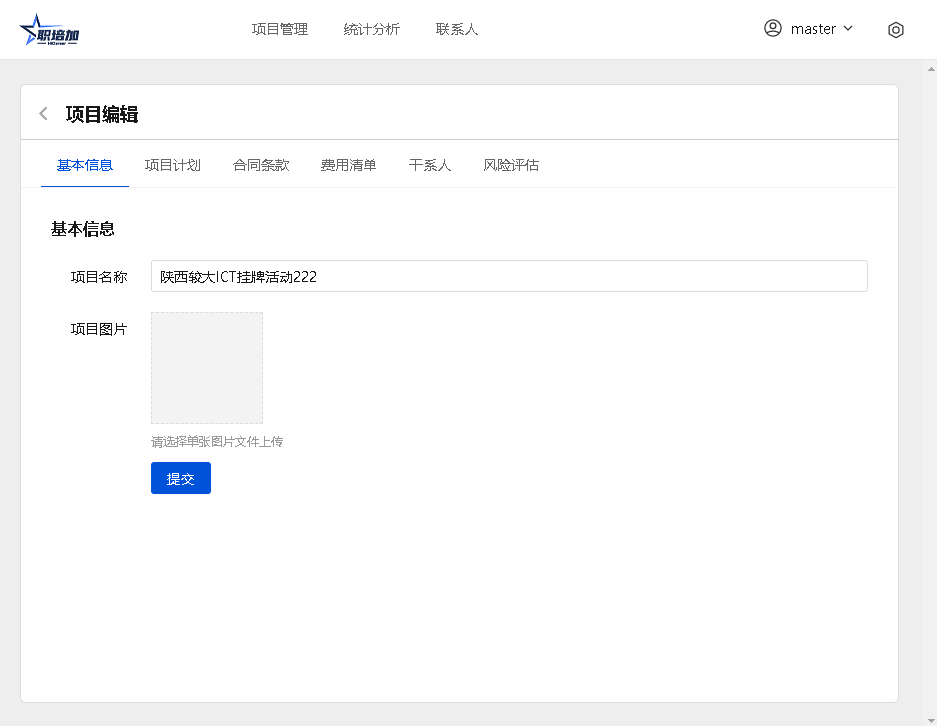 职培加
HiCareer
项目管理 统计分析 联系人 master
项目编辑
基本信息 项目计划 合同条款 费用清单 干系人 风险评估
基本信息
项目名称 陕西较大ICT挂牌活动222
项目图片
请选择单张图片文件上传
提交